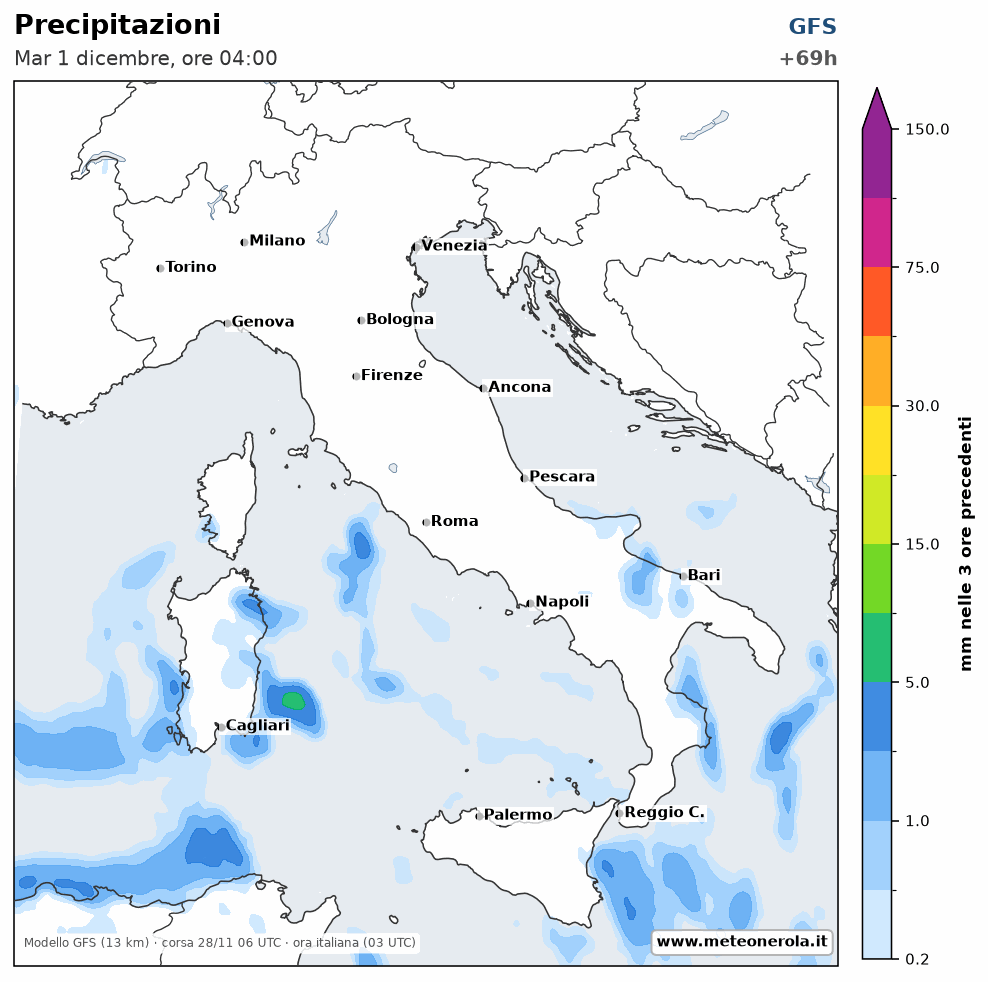 Precipitazioni
GFS
Mar 1 dicembre, ore 04:00
+69h
150.0
75.0
30.0
15.0
5.0
1.0
0.2
mm nelle 3 ore precedenti
Milano
Venezia
Torino
Genova
Bologna
Firenze
Ancona
Pescara
Roma
Bari
Napoli
Cagliari
Palermo
Reggio C.
Modello GFS (13 km) · corsa 28/11 06 UTC · ora italiana (03 UTC)
www.meteonerola.it